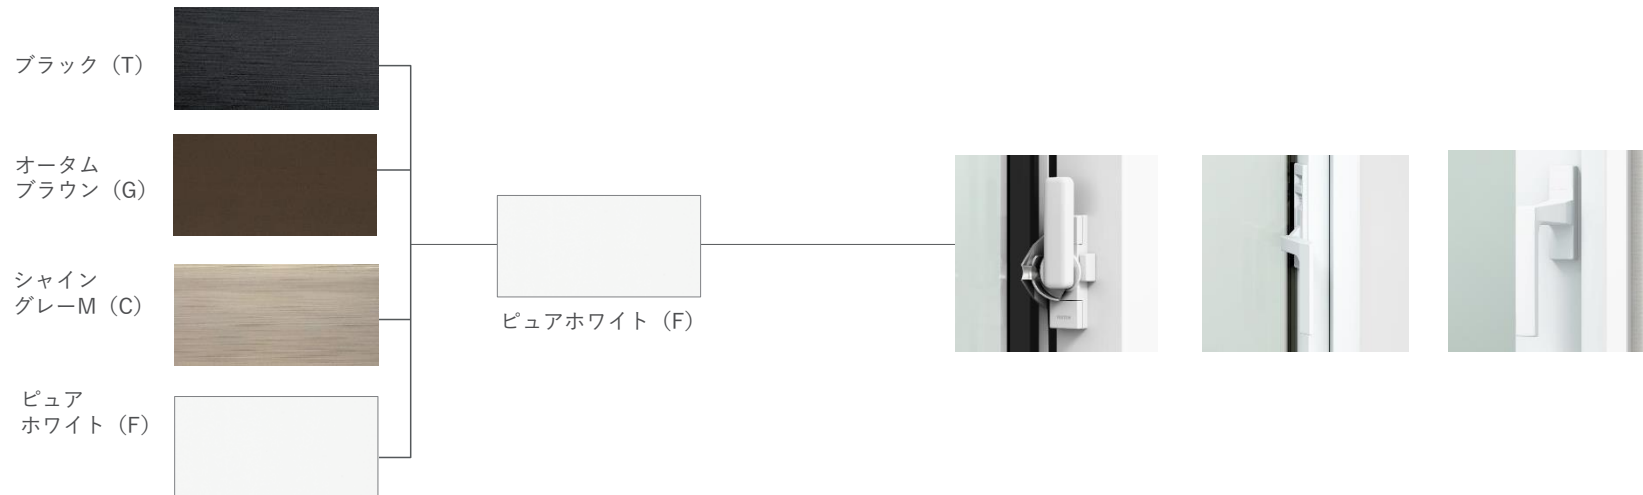 ブラック（T）
オータム
ブラウン（G）
シャイン
グレーM（C）
ピュア
ホワイト（F）
ピュアホワイト（F）